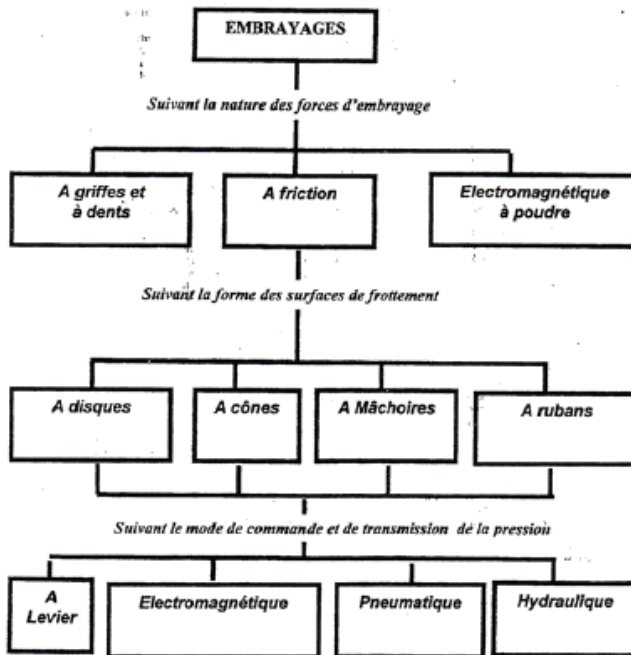 EMBRAYAGES
Suivant la nature des forces d'embrayage
A griffes et
à dents
A friction
Electromagnétique
à poudre
Suivant la forme des surfaces de frottement
A disques
A cônes
A Mâchoires
A rubans
Suivant le mode de commande et de transmission de la pression
A
Levier
Electromagnétique
Pneumatique
Hydraulique